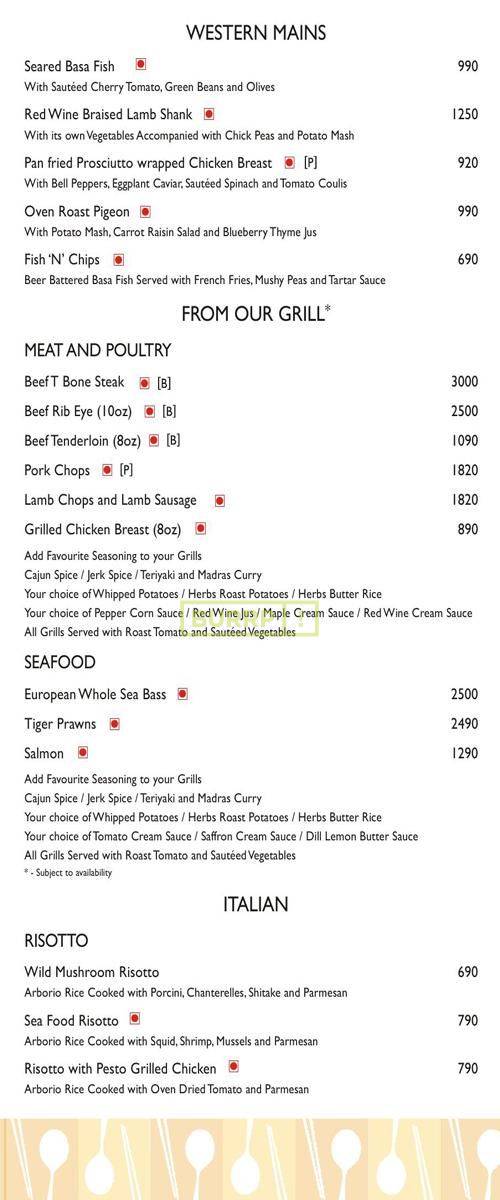 WESTERN MAINS
Seared Basa Fish 990
With Sautéed Cherry Tomato, Green Beans and Olives
Red Wine Braised Lamb Shank 1250
With its own Vegetables Accompanied with Chick Peas and Potato Mash
Pan fried Prosciutto wrapped Chicken Breast [P] 920
With Bell Peppers, Eggplant Caviar, Sautéed Spinach and Tomato Coulis
Oven Roast Pigeon 990
With Potato Mash, Carrot Raisin Salad and Blueberry Thyme Jus
Fish ‘N’ Chips 690
Beer Battered Basa Fish Served with French Fries, Mushy Peas and Tartar Sauce
FROM OUR GRILL*
MEAT AND POULTRY
Beef T Bone Steak [B] 3000
Beef Rib Eye (10oz) [B] 2500
Beef Tenderloin (8oz) [B] 1090
Pork Chops [P] 1820
Lamb Chops and Lamb Sausage 1820
Grilled Chicken Breast (8oz) 890
Add Favourite Seasoning to your Grills
Cajun Spice / Jerk Spice / Teriyaki and Madras Curry
Your choice of Whipped Potatoes / Herbs Roast Potatoes / Herbs Butter Rice
Your choice of Pepper Corn Sauce / Red Wine Jus / Maple Cream Sauce / Red Wine Cream Sauce
BURRP!
All Grills Served with Roast Tomato and Sautéed Vegetables
SEAFOOD
European Whole Sea Bass 2500
Tiger Prawns 2490
Salmon 1290
Add Favourite Seasoning to your Grills
Cajun Spice / Jerk Spice / Teriyaki and Madras Curry
Your choice of Whipped Potatoes / Herbs Roast Potatoes / Herbs Butter Rice
Your choice of Tomato Cream Sauce / Saffron Cream Sauce / Dill Lemon Butter Sauce
All Grills Served with Roast Tomato and Sautéed Vegetables
* - Subject to availability
ITALIAN
RISOTTO
Wild Mushroom Risotto 690
Arborio Rice Cooked with Porcini, Chanterelles, Shitake and Parmesan
Sea Food Risotto 790
Arborio Rice Cooked with Squid, Shrimp, Mussels and Parmesan
Risotto with Pesto Grilled Chicken 790
Arborio Rice Cooked with Oven Dried Tomato and Parmesan